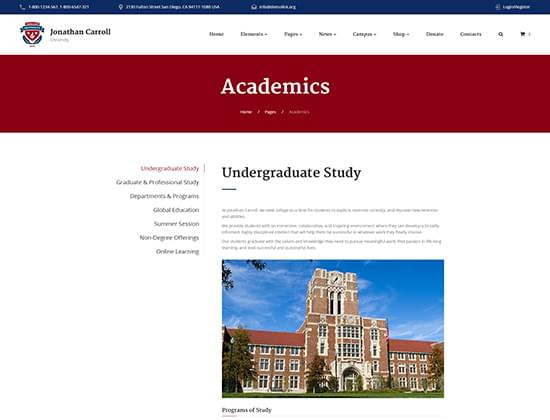 1-800-1234-567, 1-800-6547-321
2130 Fulton Street San Diego, CA 94117-1080 USA
info@demolink.org
Login/Register
Jonathan Carroll
University
Home
Elements
Pages
News
Campus
Shop
Donate
Contacts
0
Academics
Home / Pages / Academics
Undergraduate Study
Graduate & Professional Study
Departments & Programs
Global Education
Summer Session
Non-Degree Offerings
Online Learning
Undergraduate Study
At Jonathan Carroll, we view college as a time for students to explore, exercise curiosity, and discover new interests
and abilities.
We provide students with an immersive, collaborative, and inspiring environment where they can develop a broadly
informed, highly disciplined intellect that will help them be successful in whatever work they finally choose.
Our students graduate with the values and knowledge they need to pursue meaningful work, find passion in life-long
learning, and lead successful and purposeful lives.
Programs of Study